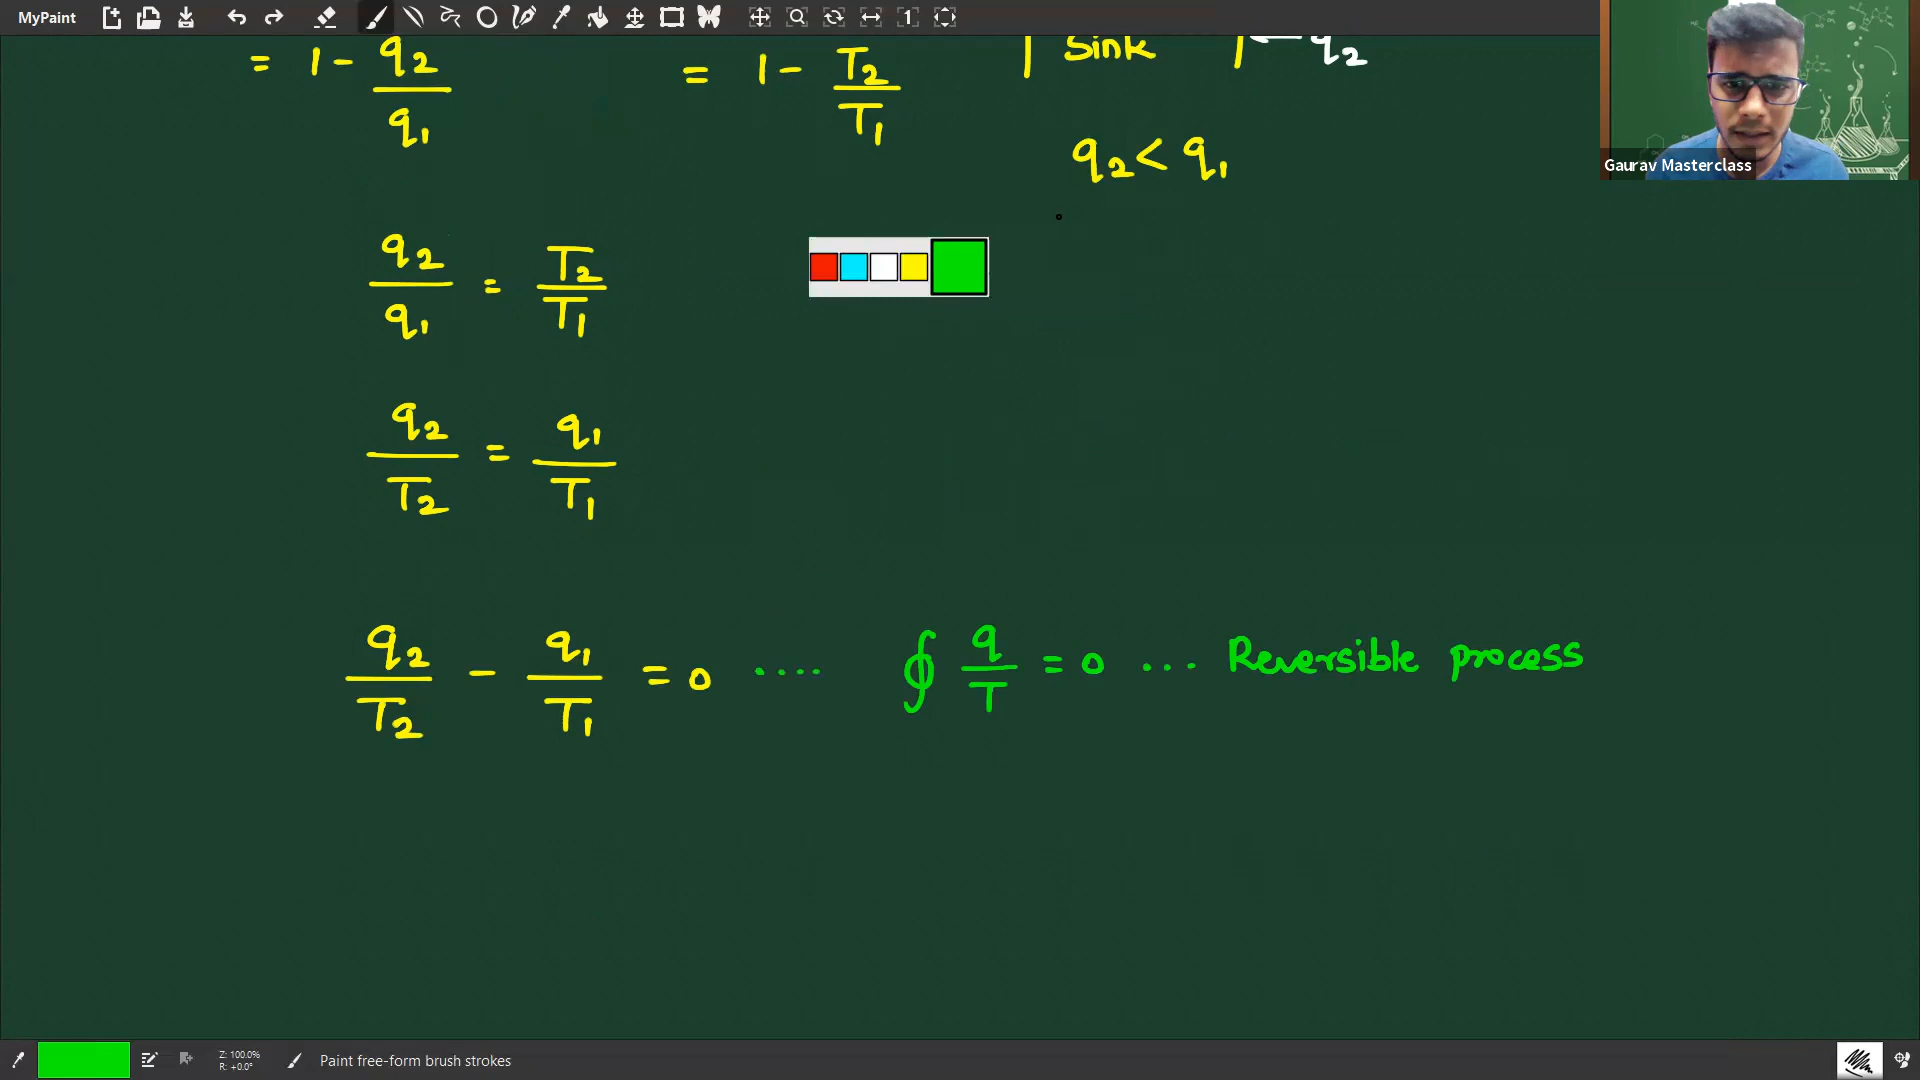 MyPaint
= 1 - q2/q1 = 1 - T2/T1
Sink ← q2
q2 < q1
Gaurav Masterclass
q2/q1 = T2/T1
q2/T2 = q1/T1
q2/T2 - q1/T1 = 0 .... ∮ q/T = 0 ... Reversible process
Z: 100.0%
R: +0.0°
Paint free-form brush strokes